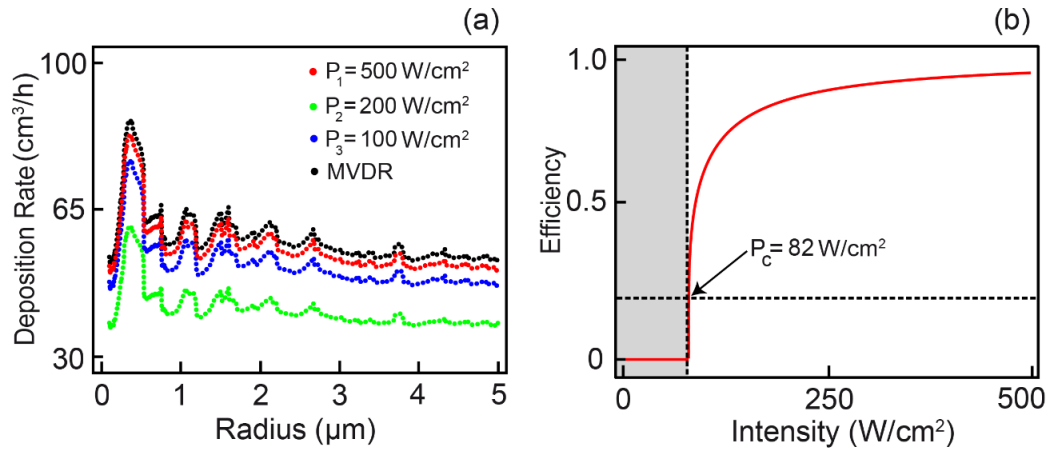 (a)
Deposition Rate (cm³/h)
100
65
30
P₁= 500 W/cm²
P₂= 200 W/cm²
P₃= 100 W/cm²
MVDR
0 1 2 3 4 5
Radius (μm)
(b)
Efficiency
1.0
0.5
0
P_C = 82 W/cm²
0 250 500
Intensity (W/cm²)